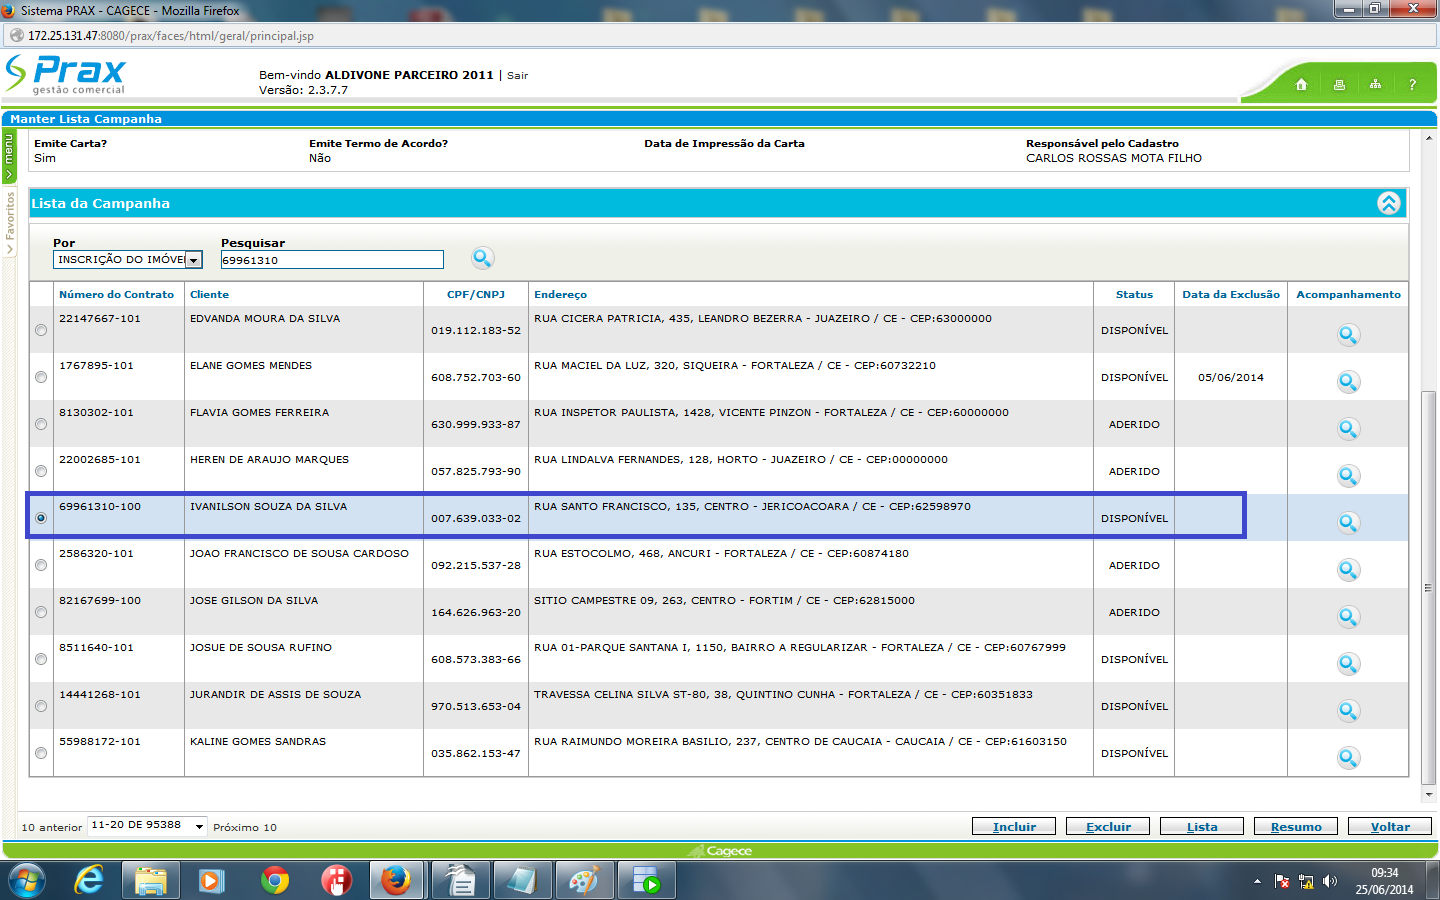 Sistema PRAX - CAGECE - Mozilla Firefox
172.25.131.47:8080/prax/faces/html/geral/principal.jsp
Prax
gestão comercial
Bem-vindo ALDIVONE PARCEIRO 2011 | Sair
Versão: 2.3.7.7
?
Manter Lista Campanha
menu
Favoritos
Emite Carta? Emite Termo de Acordo? Data de Impressão da Carta Responsável pelo Cadastro
Sim Não CARLOS ROSSAS MOTA FILHO
Lista da Campanha
Por Pesquisar
INSCRIÇÃO DO IMÓVE 69961310
Número do Contrato Cliente CPF/CNPJ Endereço Status Data da Exclusão Acompanhamento
22147667-101 EDVANDA MOURA DA SILVA 019.112.183-52 RUA CICERA PATRICIA, 435, LEANDRO BEZERRA - JUAZEIRO / CE - CEP:63000000 DISPONÍVEL
1767895-101 ELANE GOMES MENDES 608.752.703-60 RUA MACIEL DA LUZ, 320, SIQUEIRA - FORTALEZA / CE - CEP:60732210 DISPONÍVEL 05/06/2014
8130302-101 FLAVIA GOMES FERREIRA 630.999.933-87 RUA INSPETOR PAULISTA, 1428, VICENTE PINZON - FORTALEZA / CE - CEP:60000000 ADERIDO
22002685-101 HEREN DE ARAUJO MARQUES 057.825.793-90 RUA LINDALVA FERNANDES, 128, HORTO - JUAZEIRO / CE - CEP:00000000 ADERIDO
69961310-100 IVANILSON SOUZA DA SILVA 007.639.033-02 RUA SANTO FRANCISCO, 135, CENTRO - JERICOACOARA / CE - CEP:62598970 DISPONÍVEL
2586320-101 JOAO FRANCISCO DE SOUSA CARDOSO 092.215.537-28 RUA ESTOCOLMO, 468, ANCURI - FORTALEZA / CE - CEP:60874180 ADERIDO
82167699-100 JOSE GILSON DA SILVA 164.626.963-20 SITIO CAMPESTRE 09, 263, CENTRO - FORTIM / CE - CEP:62815000 ADERIDO
8511640-101 JOSUE DE SOUSA RUFINO 608.573.383-66 RUA 01-PARQUE SANTANA I, 1150, BAIRRO A REGULARIZAR - FORTALEZA / CE - CEP:60767999 DISPONÍVEL
14441268-101 JURANDIR DE ASSIS DE SOUZA 970.513.653-04 TRAVESSA CELINA SILVA ST-80, 38, QUINTINO CUNHA - FORTALEZA / CE - CEP:60351833 DISPONÍVEL
55988172-101 KALINE GOMES SANDRAS 035.862.153-47 RUA RAIMUNDO MOREIRA BASILIO, 237, CENTRO DE CAUCAIA - CAUCAIA / CE - CEP:61603150 DISPONÍVEL
10 anterior 11-20 DE 95388 Próximo 10 Incluir Excluir Lista Resumo Voltar
Cagece
09:34
25/06/2014